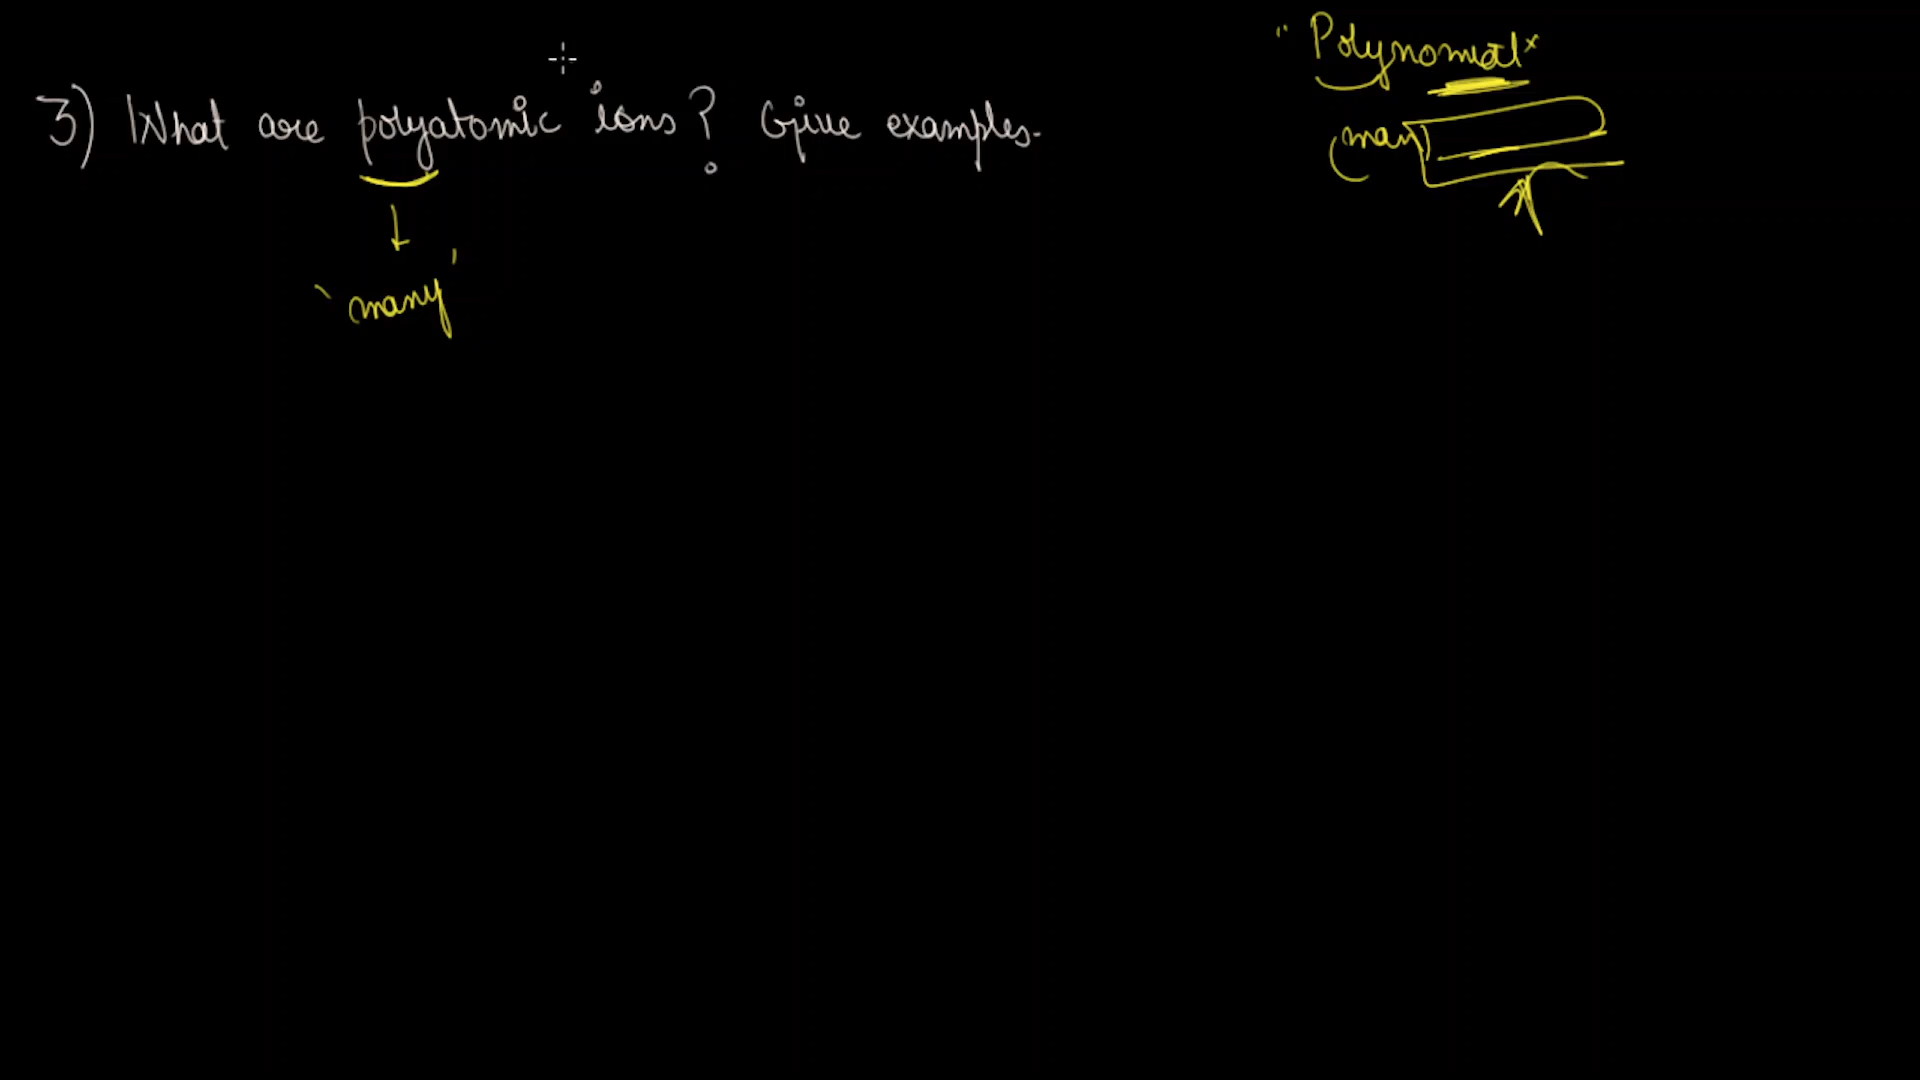 3) What are polyatomic ions? Give examples.
'many'
"Polynomial"
(many)